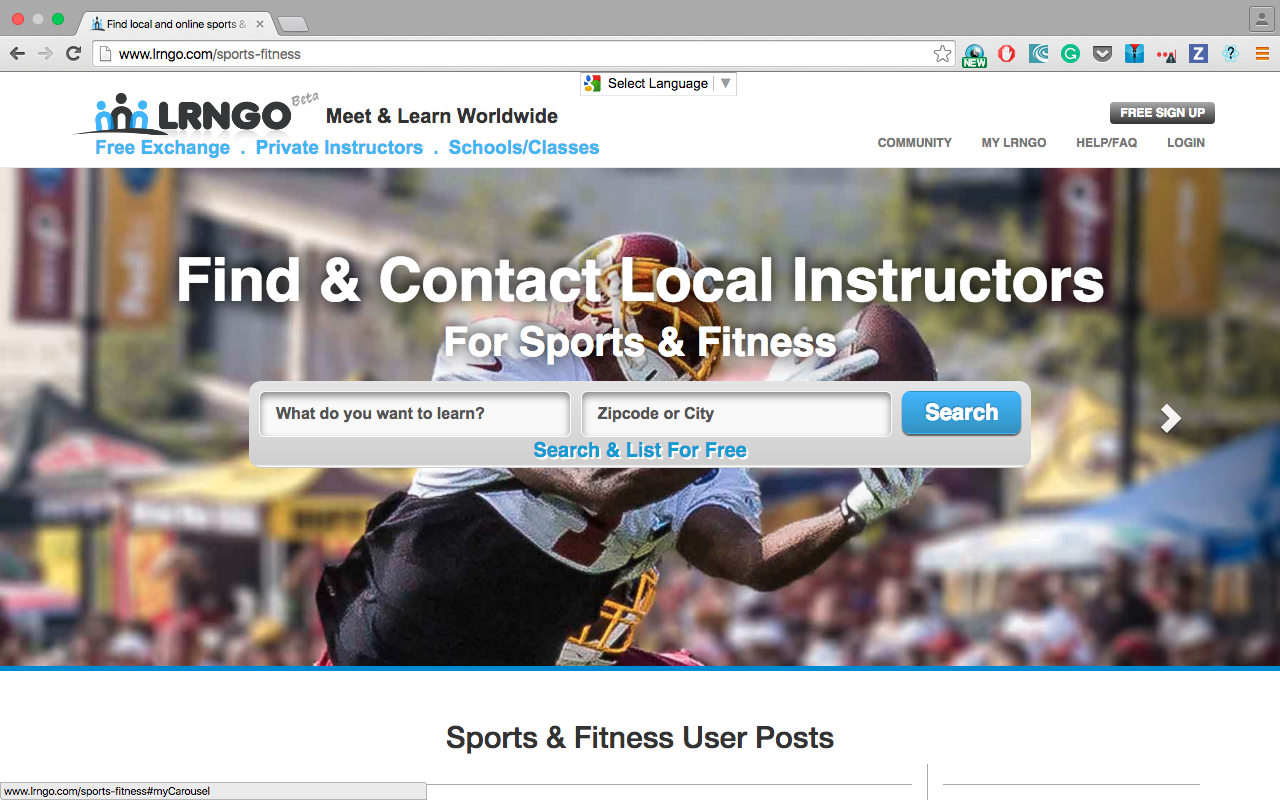 Find local and online sports &
www.lrngo.com/sports-fitness
NEW
Select Language ▼
LRNGO Beta
Meet & Learn Worldwide
Free Exchange . Private Instructors . Schools/Classes
FREE SIGN UP
COMMUNITY MY LRNGO HELP/FAQ LOGIN
Find & Contact Local Instructors
For Sports & Fitness
What do you want to learn? Zipcode or City Search
Search & List For Free
Sports & Fitness User Posts
www.lrngo.com/sports-fitness#myCarousel